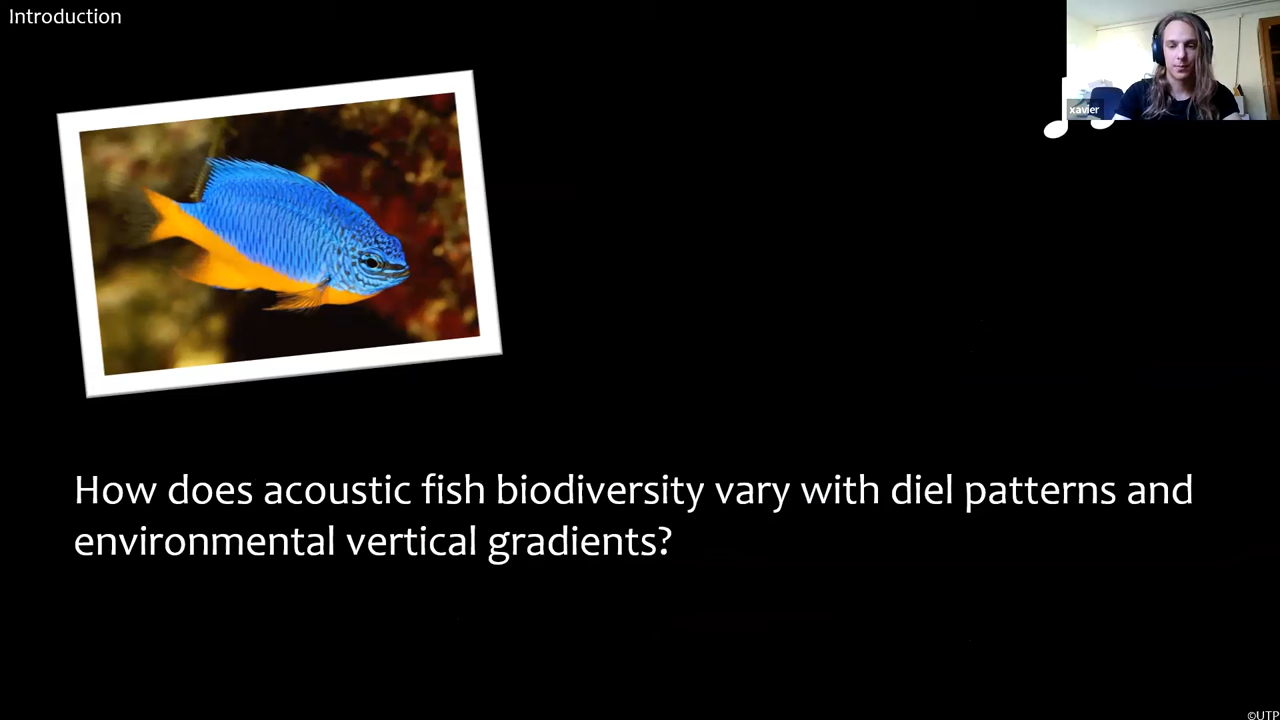 Introduction
xavier
How does acoustic fish biodiversity vary with diel patterns and
environmental vertical gradients?
©UTP